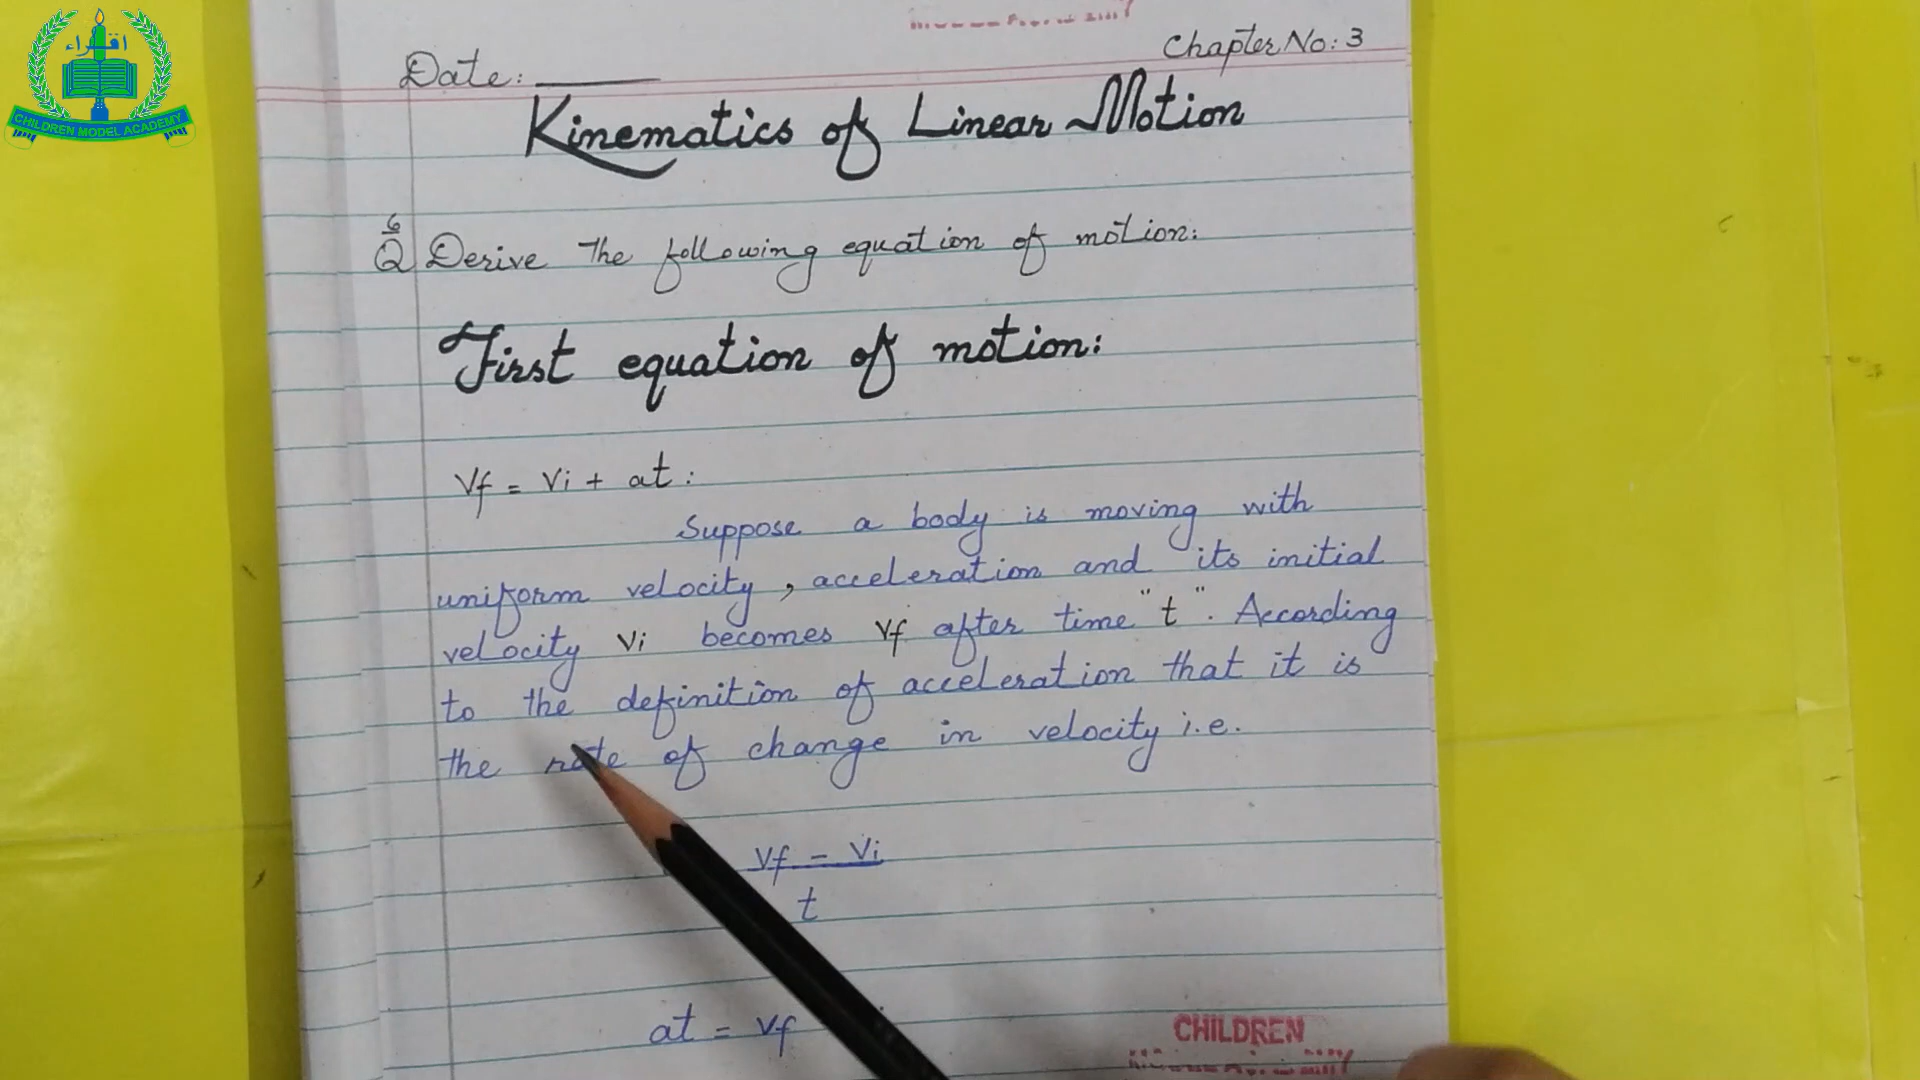 اقراء
CHILDREN MODEL ACADEMY
Date:
Chapter No: 3
Kinematics of Linear Motion
6
Q Derive the following equation of motion:
First equation of motion:
Vf = Vi + at:
Suppose a body is moving with
uniform velocity, acceleration and its initial
velocity Vi becomes Vf after time "t". According
to the definition of acceleration that it is
the rate of change in velocity i.e.
Vf - Vi
t
at = Vf
CHILDREN